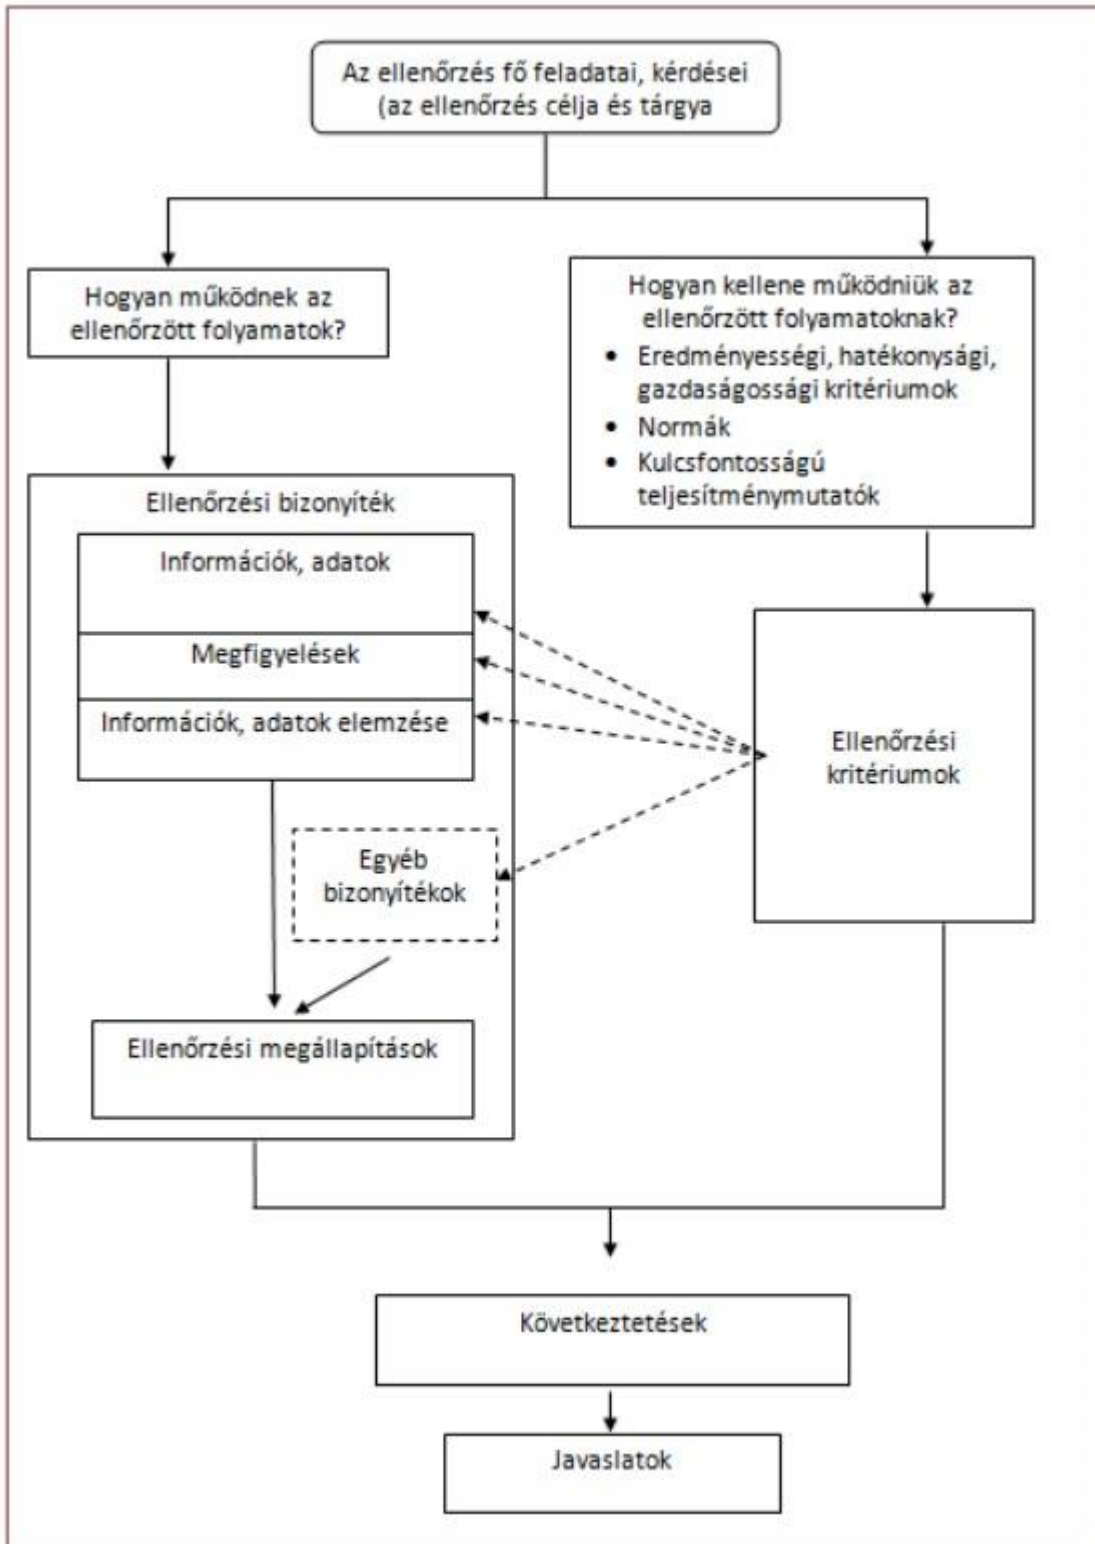 Az ellenőrzés fő feladatai, kérdései
(az ellenőrzés célja és tárgya
Hogyan működnek az
ellenőrzött folyamatok?
Hogyan kellene működniük az
ellenőrzött folyamatoknak?
• Eredményességi, hatékonysági,
gazdaságossági kritériumok
• Normák
• Kulcsfontosságú
teljesítménymutatók
Ellenőrzési bizonyíték
Információk, adatok
Megfigyelések
Információk, adatok elemzése
Ellenőrzési
kritériumok
Egyéb
bizonyítékok
Ellenőrzési megállapítások
Következtetések
Javaslatok